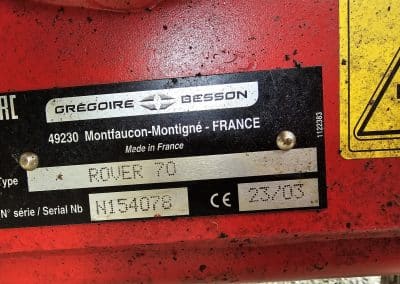 GRÉGOIRE BESSON
49230 Montfaucon-Montigné - FRANCE
Made in France
Type ROVER 70
N° série / Serial Nb N154078 CE 23/03
1122383